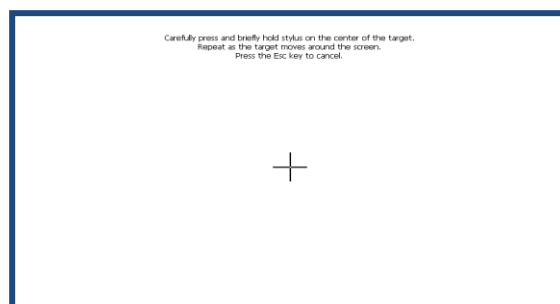 Carefully press and briefly hold stylus on the center of the target.
Repeat as the target moves around the screen.
Press the Esc key to cancel.